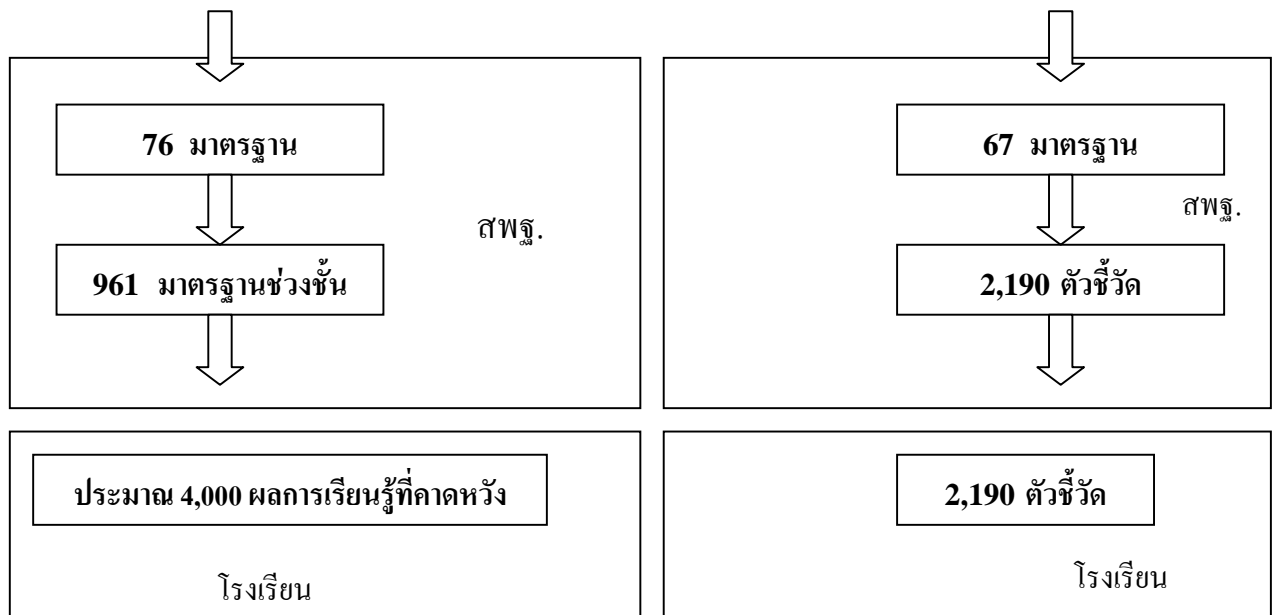 76 มาตรฐาน
สพฐ.
961 มาตรฐานช่วงชั้น
ประมาณ 4,000 ผลการเรียนรู้ที่คาดหวัง
โรงเรียน
67 มาตรฐาน
สพฐ.
2,190 ตัวชี้วัด
2,190 ตัวชี้วัด
โรงเรียน